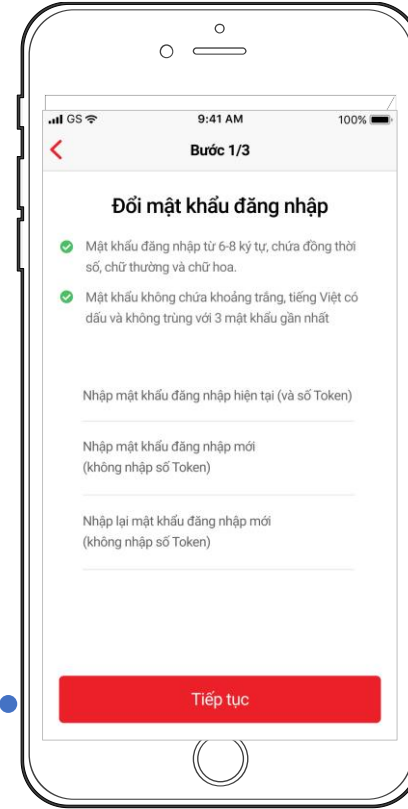 GS
9:41 AM
100%
Bước 1/3
Đổi mật khẩu đăng nhập
Mật khẩu đăng nhập từ 6-8 ký tự, chứa đồng thời
số, chữ thường và chữ hoa.
Mật khẩu không chứa khoảng trắng, tiếng Việt có
dấu và không trùng với 3 mật khẩu gần nhất
Nhập mật khẩu đăng nhập hiện tại (và số Token)
Nhập mật khẩu đăng nhập mới
(không nhập số Token)
Nhập lại mật khẩu đăng nhập mới
(không nhập số Token)
Tiếp tục